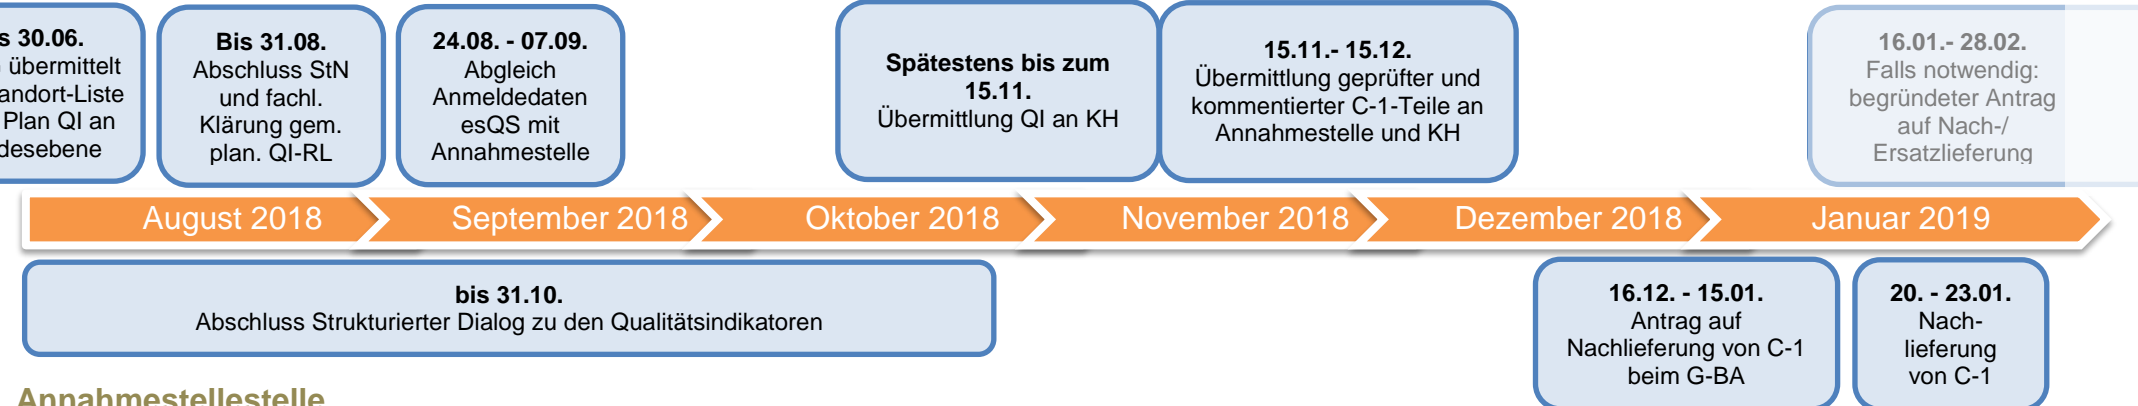 s 30.06.
übermittelt
andort-Liste
Plan QI an
desebene
Bis 31.08.
Abschluss StN
und fachl.
Klärung gem.
plan. QI-RL
24.08. - 07.09.
Abgleich
Anmeldedaten
esQS mit
Annahmestelle
Spätestens bis zum
15.11.
Übermittlung QI an KH
15.11.- 15.12.
Übermittlung geprüfter und
kommentierter C-1-Teile an
Annahmestelle und KH
16.01.- 28.02.
Falls notwendig:
begründeter Antrag
auf Nach-/
Ersatzlieferung
August 2018
September 2018
Oktober 2018
November 2018
Dezember 2018
Januar 2019
bis 31.10.
Abschluss Strukturierter Dialog zu den Qualitätsindikatoren
16.12. - 15.01.
Antrag auf
Nachlieferung von C-1
beim G-BA
20. - 23.01.
Nach-
lieferung
von C-1
Annahmestellestelle